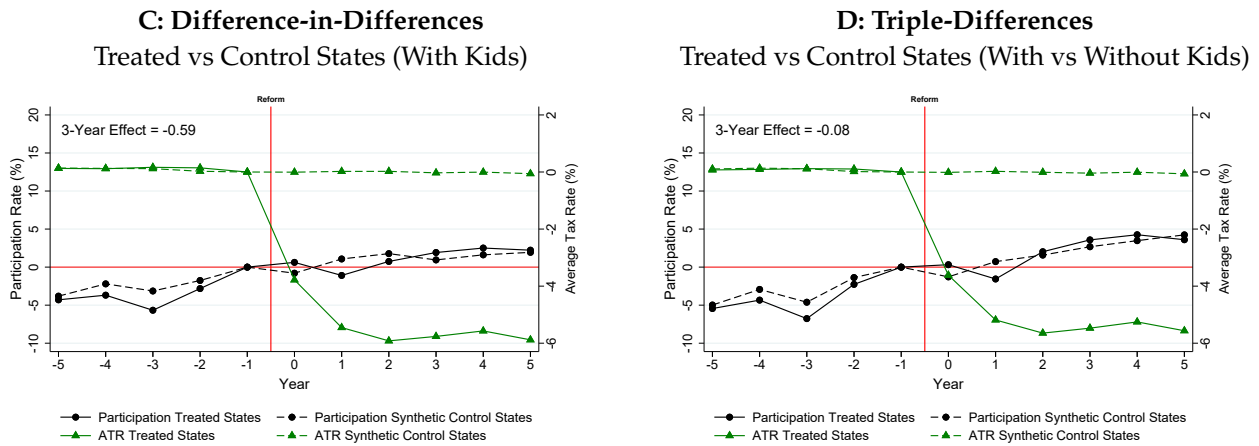 C: Difference-in-Differences
Treated vs Control States (With Kids)
Reform
3-Year Effect = -0.59
Participation Rate (%)
20
15
10
5
0
-5
-10
Average Tax Rate (%)
2
0
-2
-4
-6
-5
-4
-3
-2
-1
0
1
2
3
4
5
Year
Participation Treated States
Participation Synthetic Control States
ATR Treated States
ATR Synthetic Control States
D: Triple-Differences
Treated vs Control States (With vs Without Kids)
Reform
3-Year Effect = -0.08
Participation Rate (%)
20
15
10
5
0
-5
-10
Average Tax Rate (%)
2
0
-2
-4
-6
-5
-4
-3
-2
-1
0
1
2
3
4
5
Year
Participation Treated States
Participation Synthetic Control States
ATR Treated States
ATR Synthetic Control States